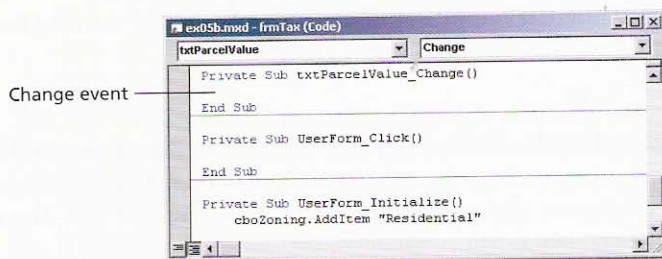 ex05b.mxd - frmTax (Code)
txtParcelValue Change
Private Sub txtParcelValue_Change()
Change event
End Sub
Private Sub UserForm_Click()
End Sub
Private Sub UserForm_Initialize()
cboZoning.AddItem "Residential"